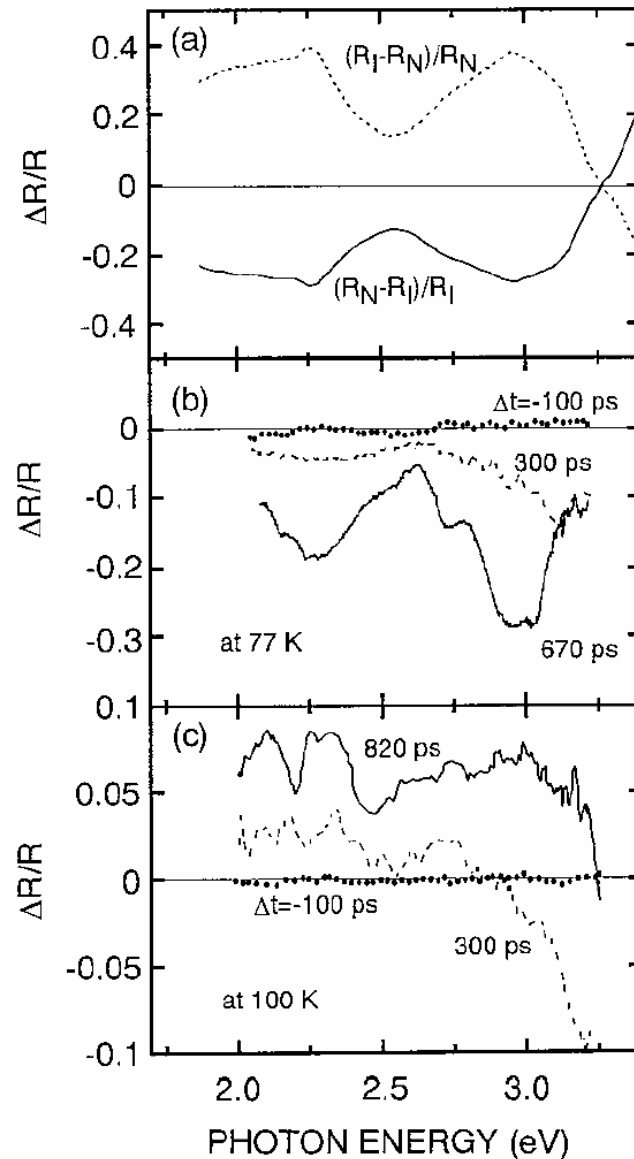 (a)
(R_I-R_N)/R_N
0.4
0.2
0
-0.2
-0.4
ΔR/R
(R_N-R_I)/R_I
(b)
Δt=-100 ps
0
300 ps
-0.1
ΔR/R
-0.2
-0.3
at 77 K
670 ps
0.1
(c)
820 ps
0.05
0
ΔR/R
Δt=-100 ps
300 ps
-0.05
at 100 K
-0.1
2.0 2.5 3.0
PHOTON ENERGY (eV)